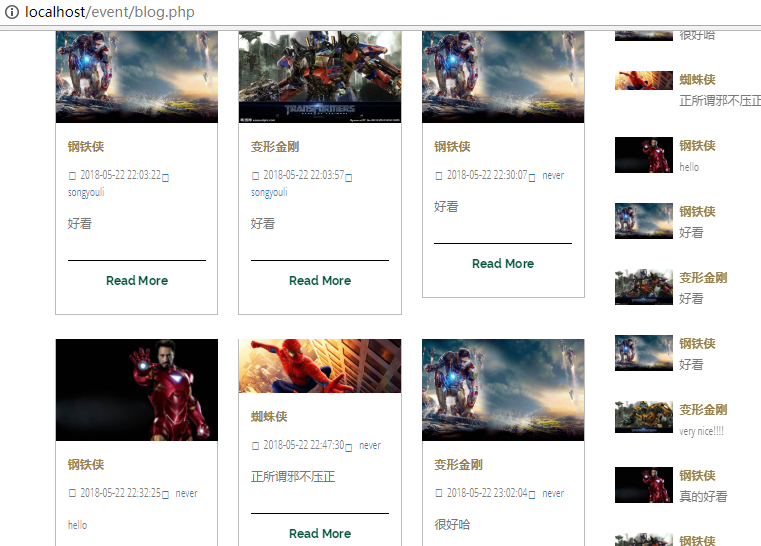 localhost/event/blog.php
钢铁侠
2018-05-22 22:03:22
songyouli
好看
Read More
TRANSFORMERS
变形金刚
2018-05-22 22:03:57
songyouli
好看
Read More
钢铁侠
2018-05-22 22:30:07 never
好看
Read More
钢铁侠
2018-05-22 22:32:25 never
hello
蜘蛛侠
2018-05-22 22:47:30 never
正所谓邪不压正
Read More
变形金刚
2018-05-22 23:02:04 never
很好哈
很好哈
蜘蛛侠
正所谓邪不压正
钢铁侠
hello
钢铁侠
好看
变形金刚
好看
钢铁侠
好看
变形金刚
very nice!!!!
钢铁侠
真的好看
钢铁侠